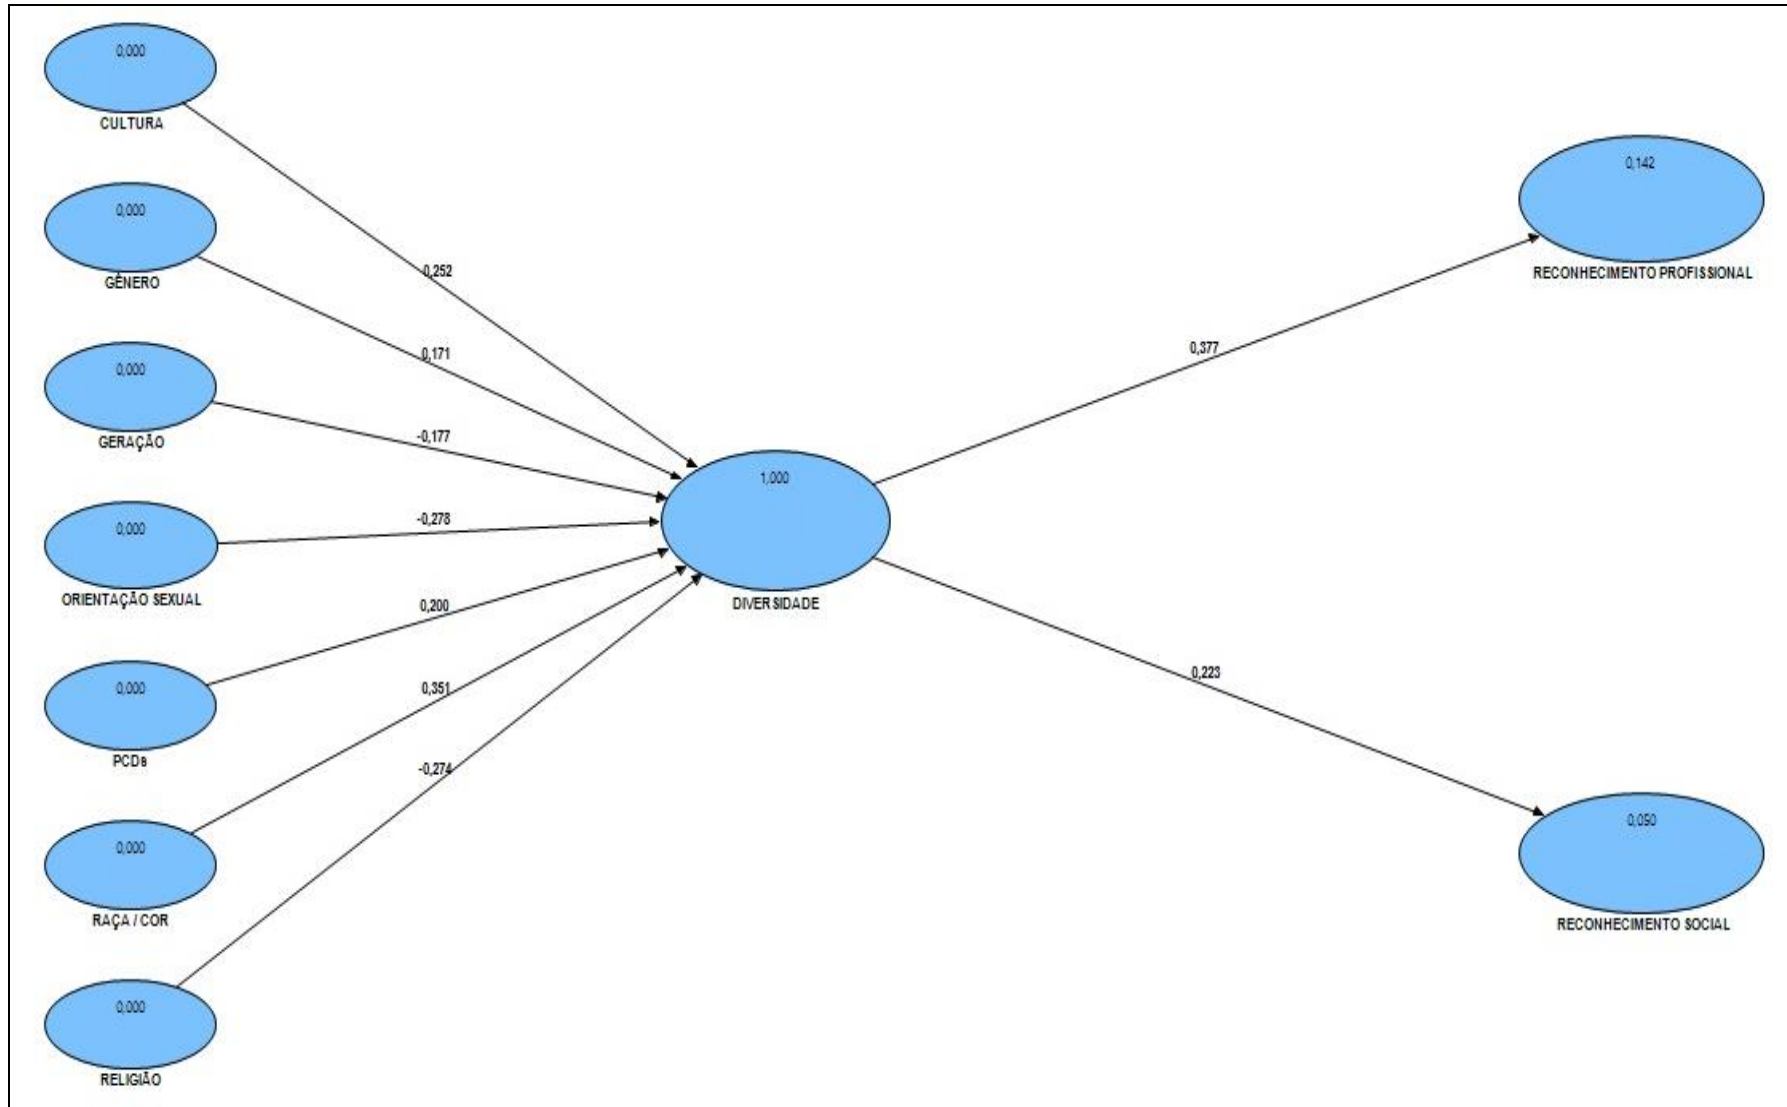 0,000
CULTURA
0,000
GÊNERO
0,000
GERAÇÃO
0,000
ORIENTAÇÃO SEXUAL
0,000
PCDs
0,000
RAÇA / COR
0,000
RELIGIÃO
0,252
0,171
-0,177
-0,278
0,200
0,351
-0,274
1,000
DIVERSIDADE
0,377
0,223
0,142
RECONHECIMENTO PROFISSIONAL
0,050
RECONHECIMENTO SOCIAL